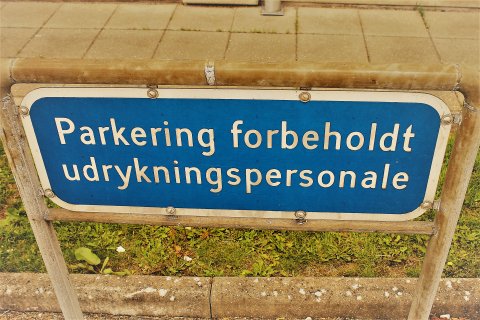 Parkering forbeholdt
udrykningspersonale